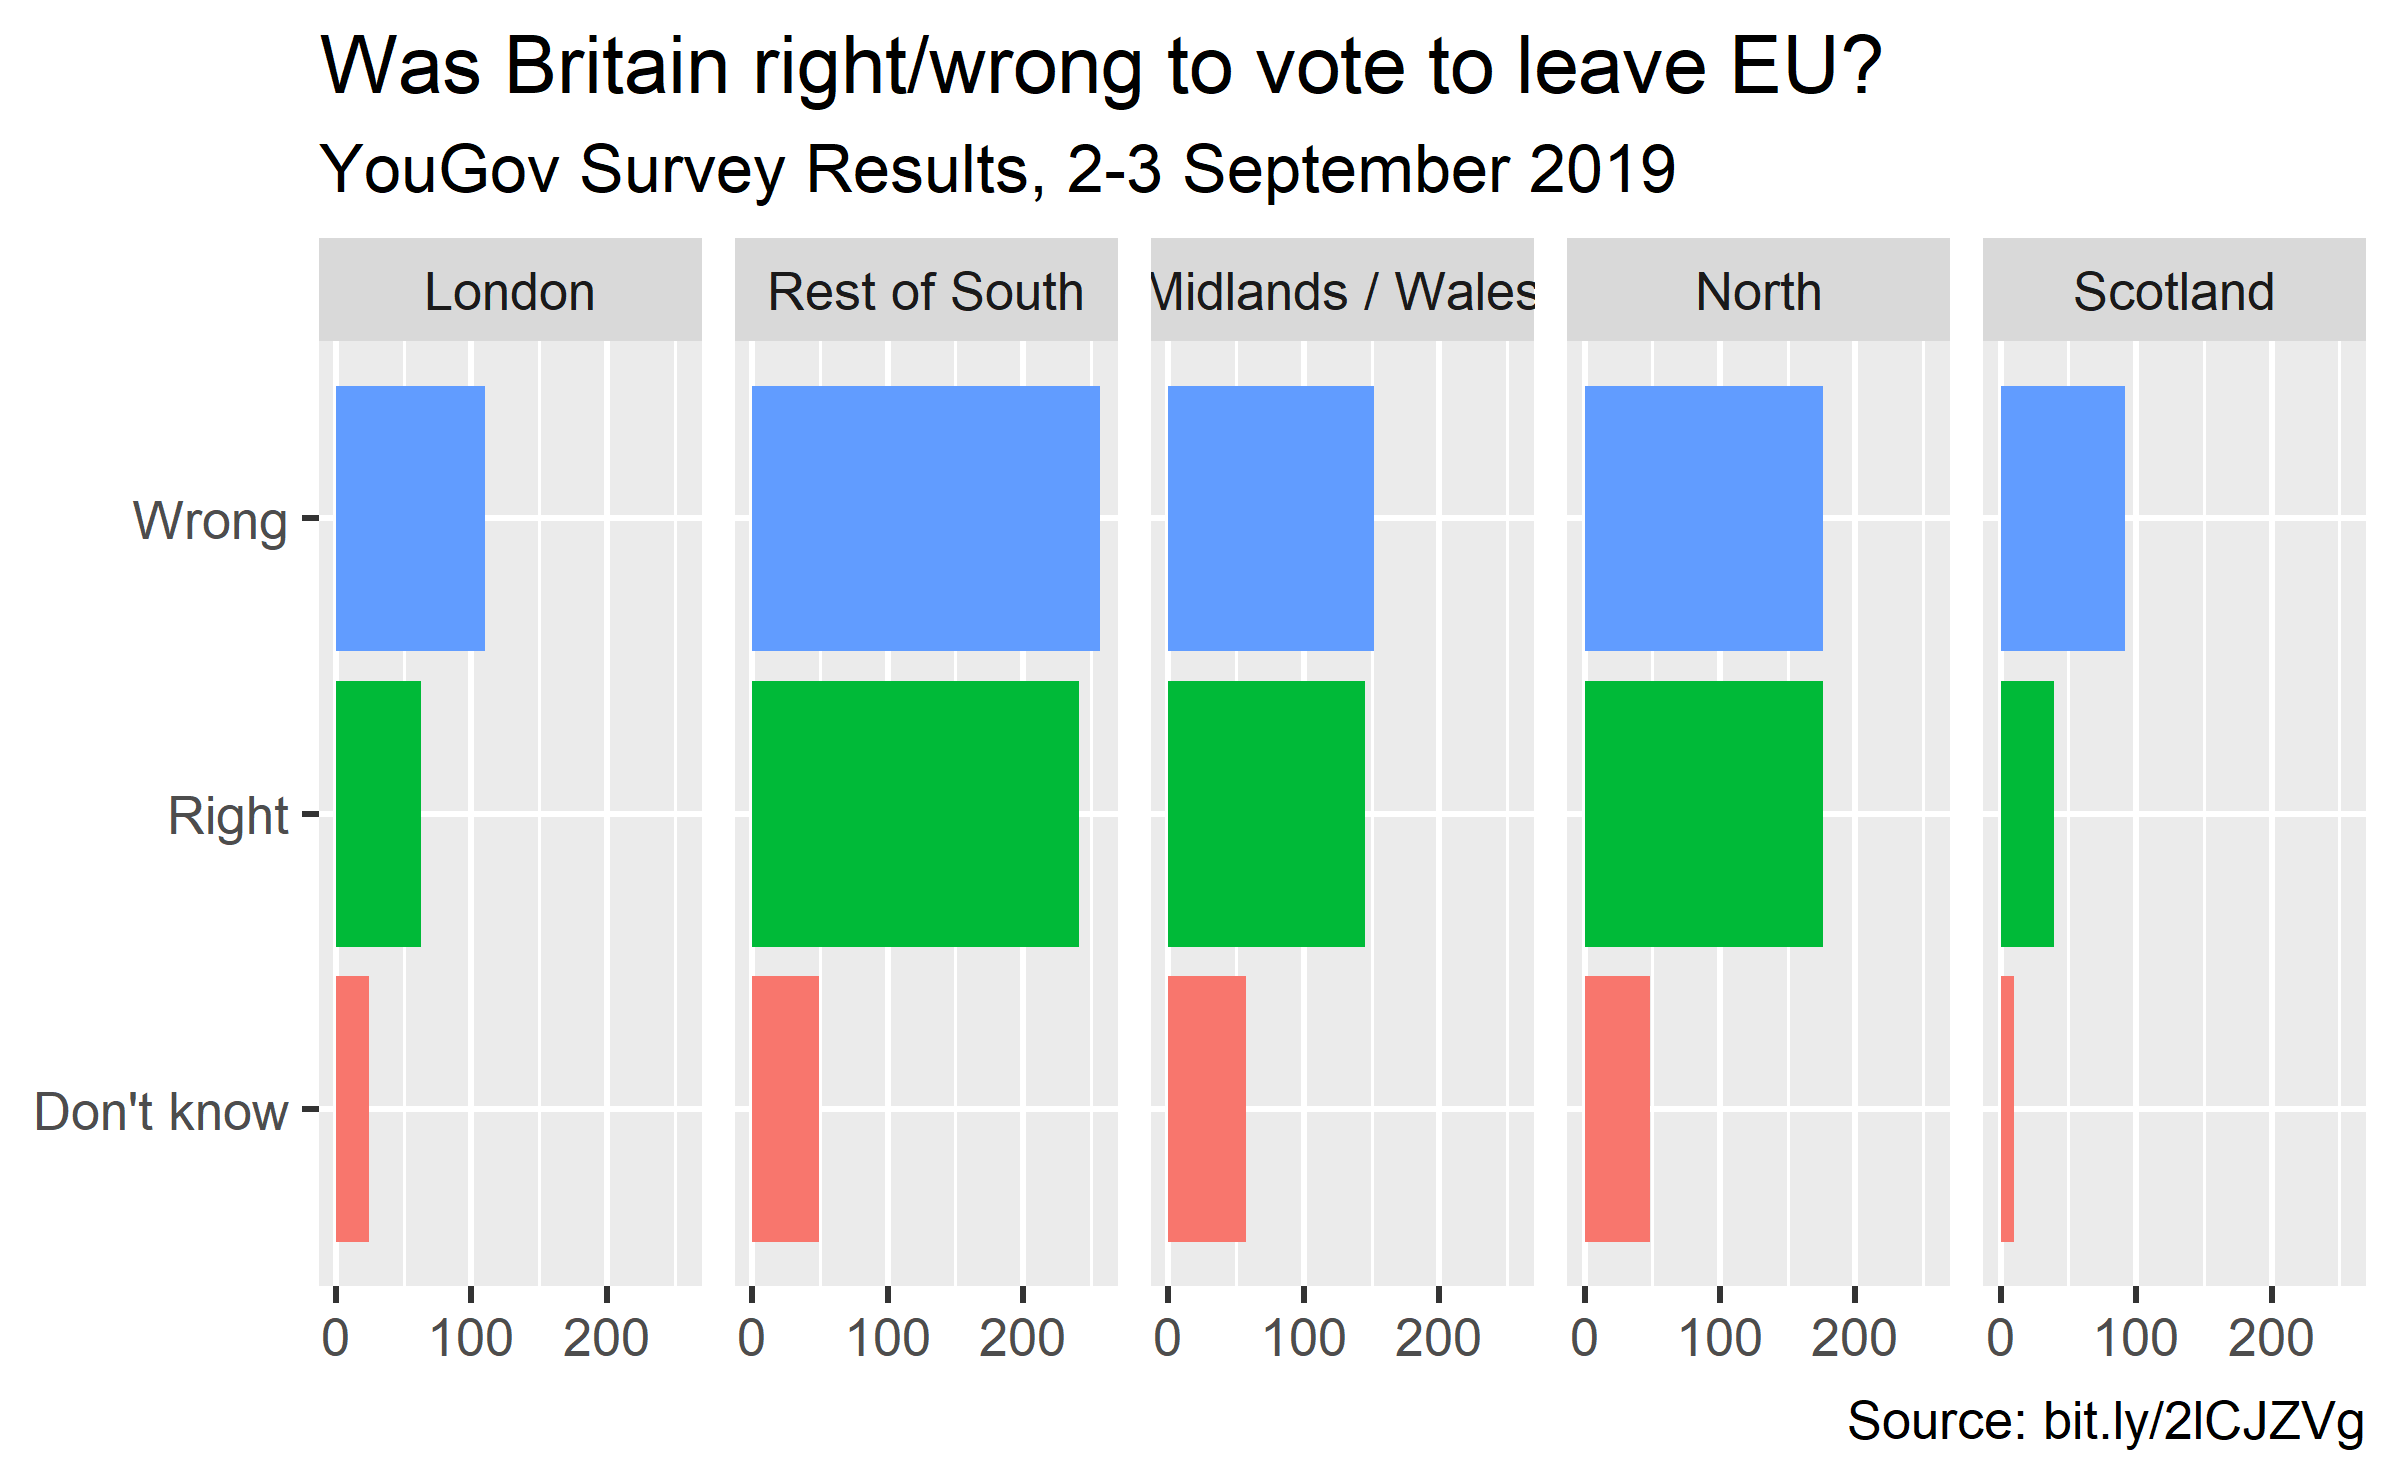 Was Britain right/wrong to vote to leave EU?
YouGov Survey Results, 2-3 September 2019
London Rest of South Midlands / Wales North Scotland
Wrong
Right
Don't know
0 100 200 0 100 200 0 100 200 0 100 200 0 100 200
Source: bit.ly/2lCJZVg